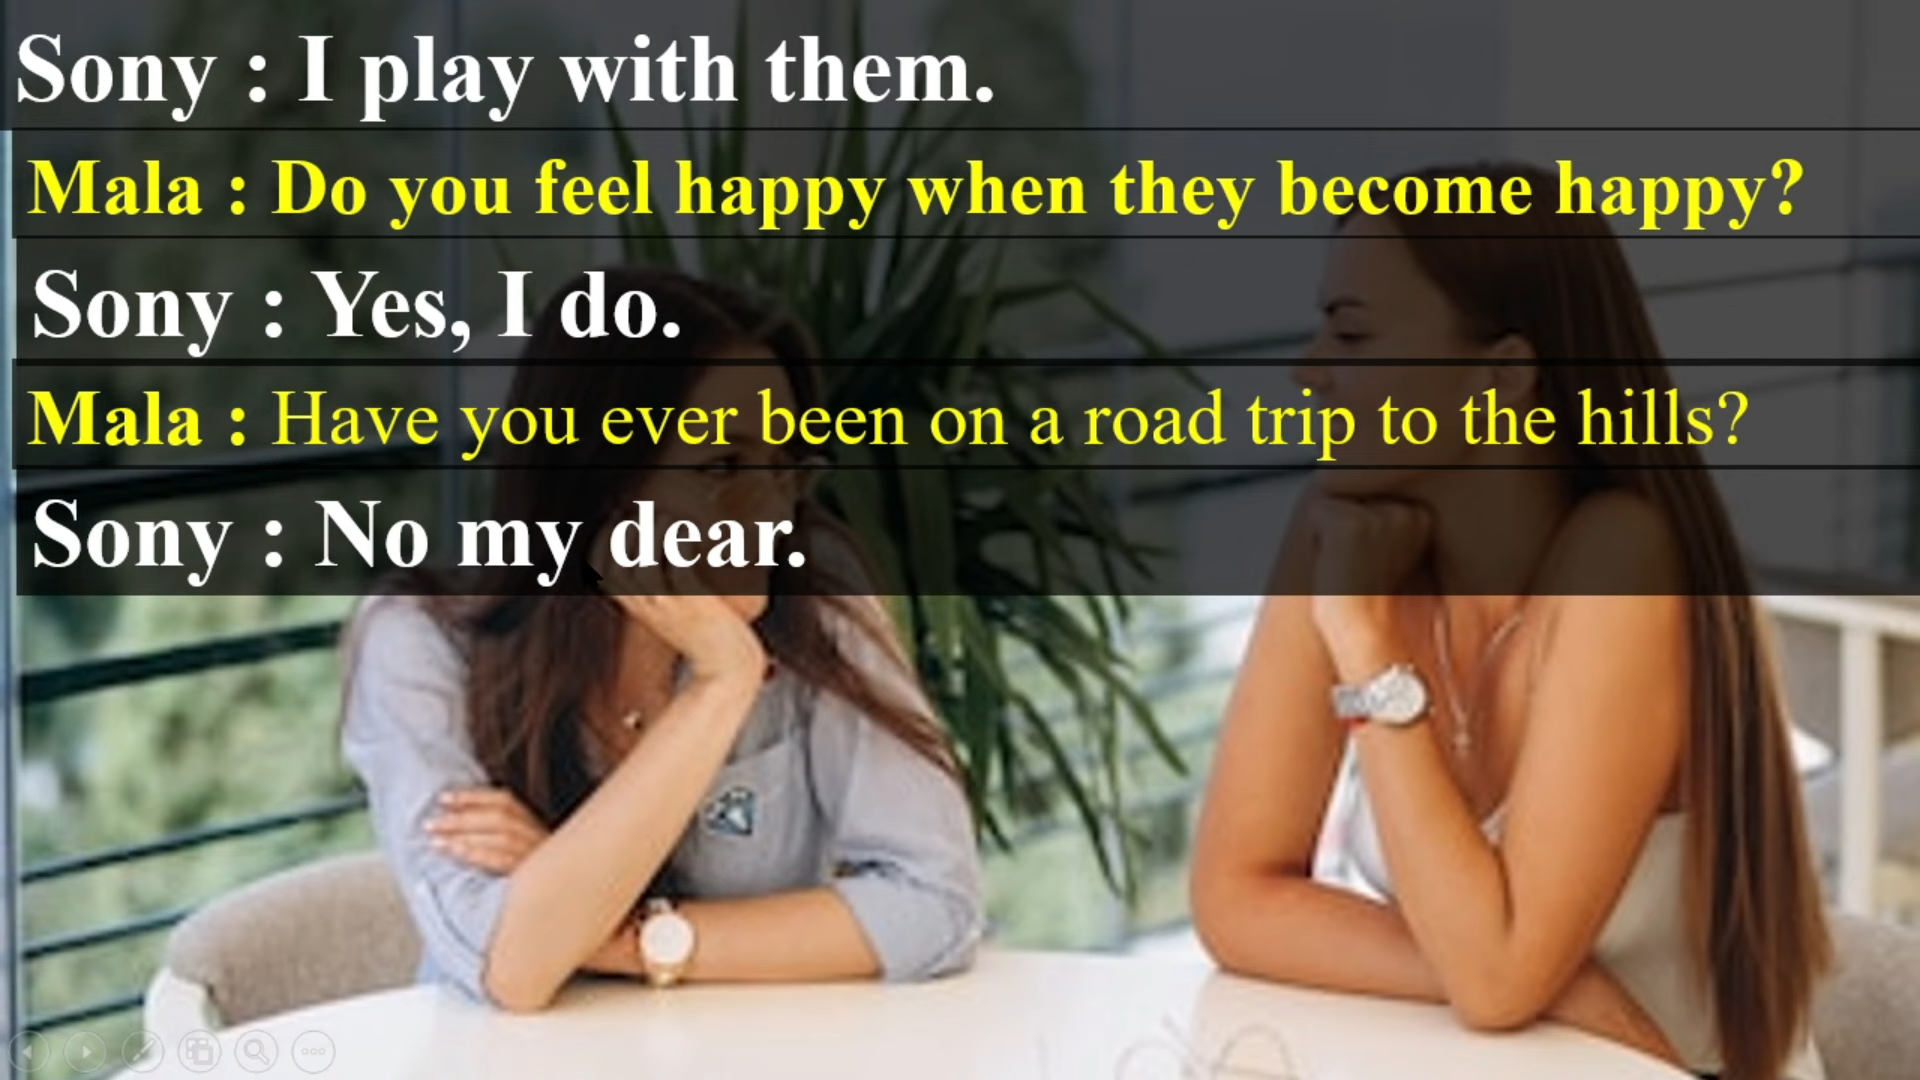 Sony : I play with them.
Mala : Do you feel happy when they become happy?
Sony : Yes, I do.
Mala : Have you ever been on a road trip to the hills?
Sony : No my dear.